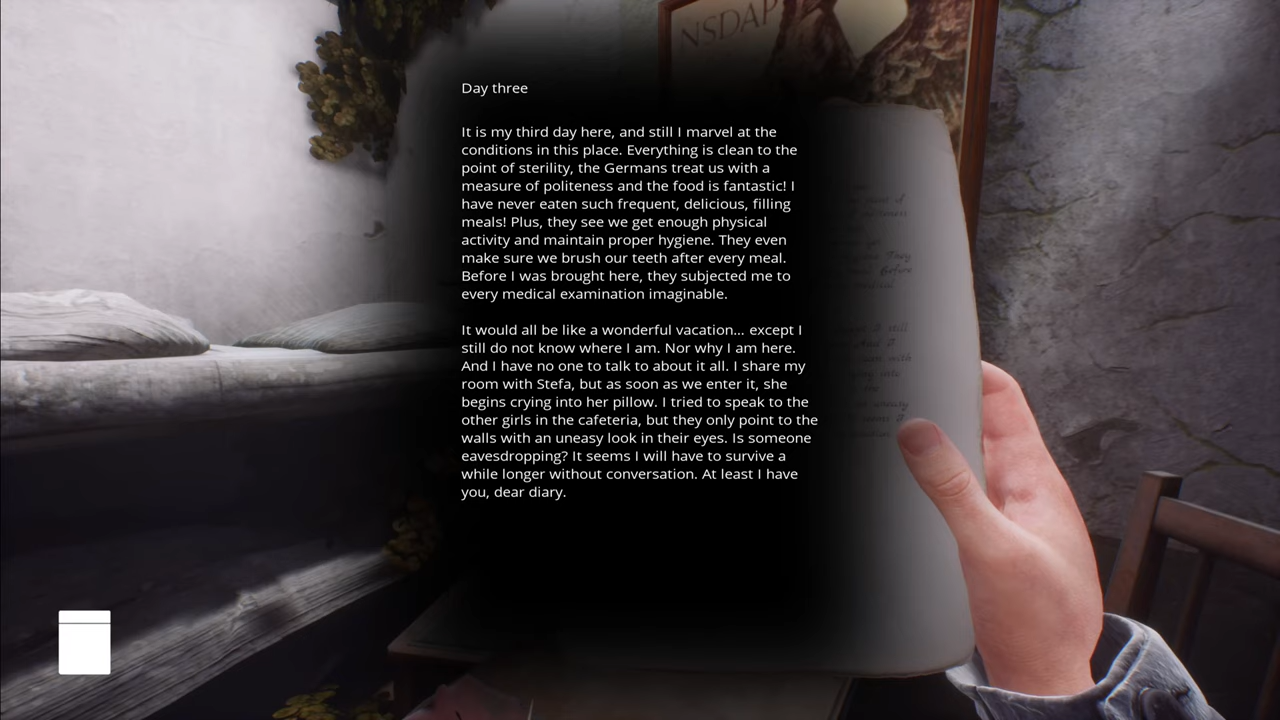 NSDAP
Day three
It is my third day here, and still I marvel at the
conditions in this place. Everything is clean to the
point of sterility, the Germans treat us with a
measure of politeness and the food is fantastic! I
have never eaten such frequent, delicious, filling
meals! Plus, they see we get enough physical
activity and maintain proper hygiene. They even
make sure we brush our teeth after every meal.
Before I was brought here, they subjected me to
every medical examination imaginable.
It would all be like a wonderful vacation... except I
still do not know where I am. Nor why I am here.
And I have no one to talk to about it all. I share my
room with Stefa, but as soon as we enter it, she
begins crying into her pillow. I tried to speak to the
other girls in the cafeteria, but they only point to the
walls with an uneasy look in their eyes. Is someone
eavesdropping? It seems I will have to survive a
while longer without conversation. At least I have
you, dear diary.